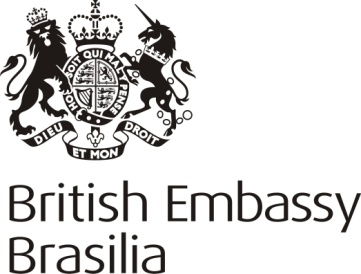 HONI SOIT QUI MAL Y PENSE
DIEU ET MON DROIT
British Embassy
Brasilia